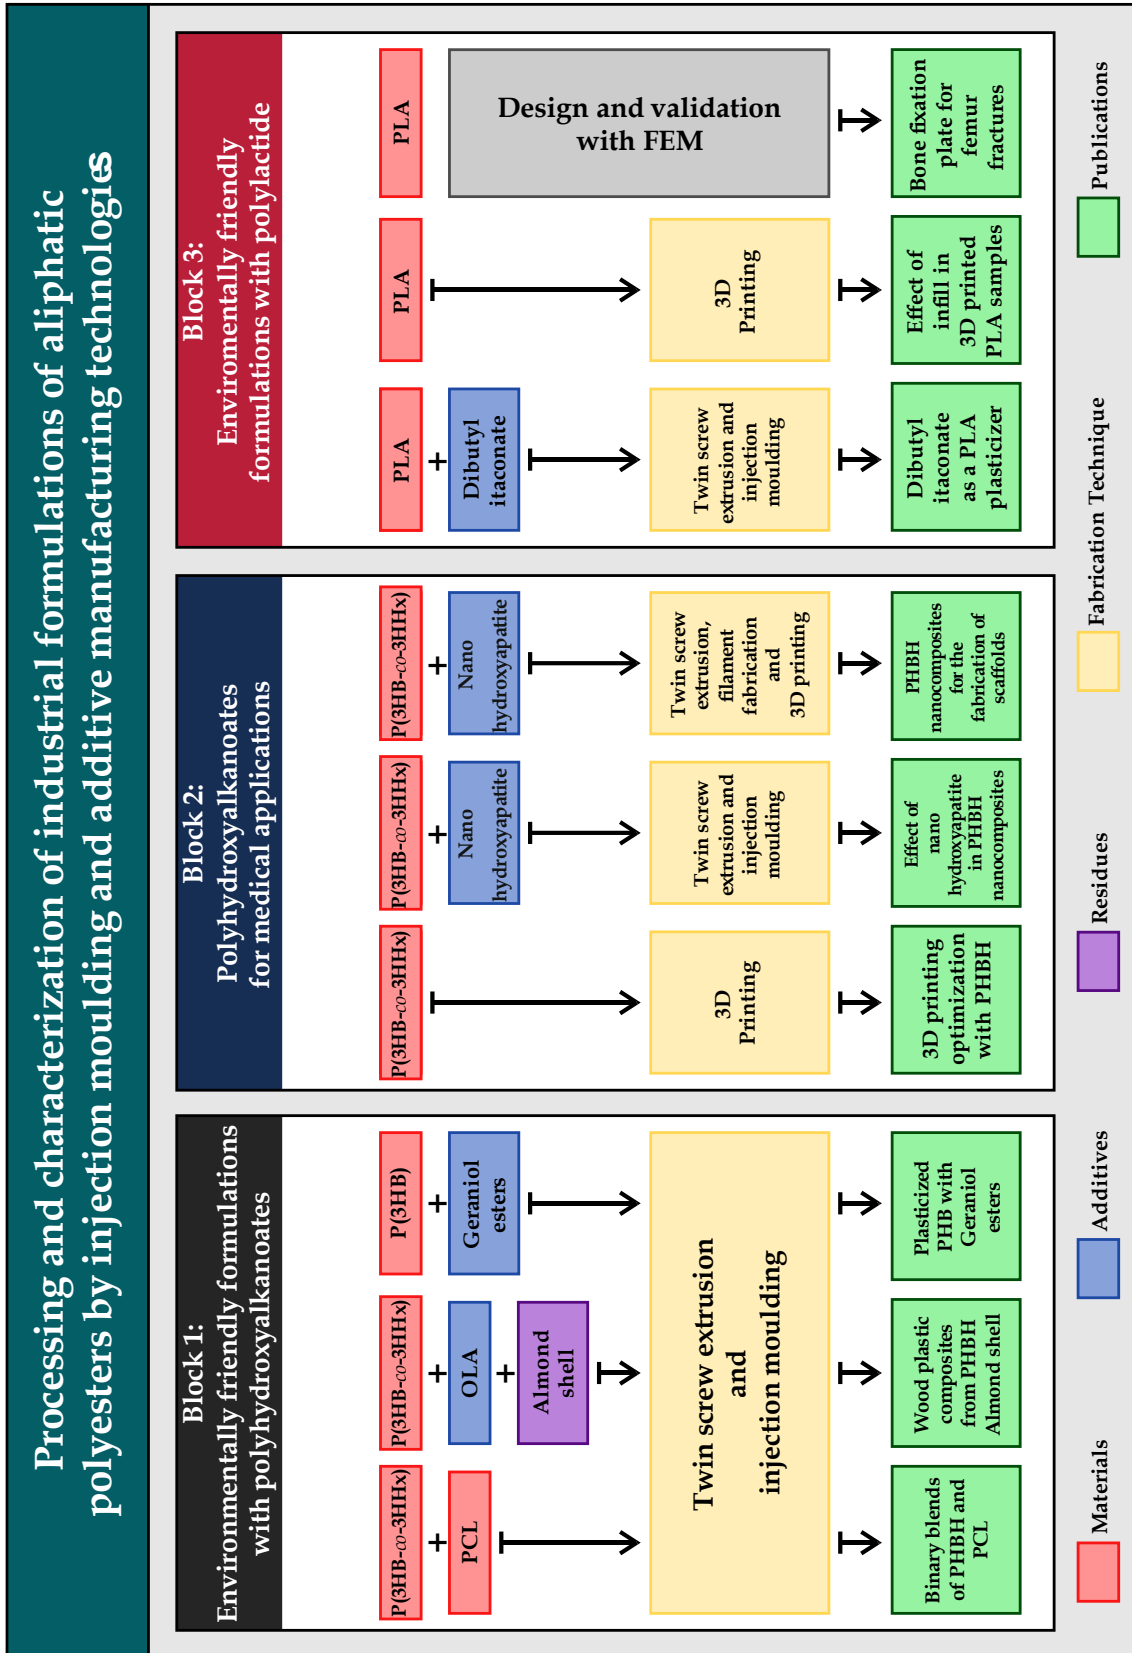 Processing and characterization of industrial formulations of aliphatic
polyesters by injection moulding and additive manufacturing technologies
Block 1:
Environmentally friendly formulations
with polyhydroxyalkanoates
P(3HB-co-3HHx)
+
PCL
P(3HB-co-3HHx)
+
OLA
+
Almond
shell
P(3HB)
+
Geraniol
esters
Twin screw extrusion
and
injection moulding
Binary blends
of PHBH and
PCL
Wood plastic
composites
from PHBH
Almond shell
Plasticized
PHB with
Geraniol
esters
Block 2:
Polyhydroxyalkanoates
for medical applications
P(3HB-co-3HHx)
3D
Printing
3D printing
optimization
with PHBH
P(3HB-co-3HHx)
+
Nano
hydroxyapatite
Twin screw
extrusion and
injection
moulding
Effect of
nano
hydroxyapatite
in PHBH
nanocomposites
P(3HB-co-3HHx)
+
Nano
hydroxyapatite
Twin screw
extrusion,
filament
fabrication
and
3D printing
PHBH
nanocomposites
for the
fabrication of
scaffolds
Block 3:
Enviromentally friendly
formulations with polylactide
PLA
+
Dibutyl
itaconate
Twin screw
extrusion and
injection
moulding
Dibutyl
itaconate
as a PLA
plasticizer
PLA
3D
Printing
Effect of
infill in
3D printed
PLA samples
PLA
Design and validation
with FEM
Bone fixation
plate for
femur
fractures
Materials
Additives
Residues
Fabrication Technique
Publications